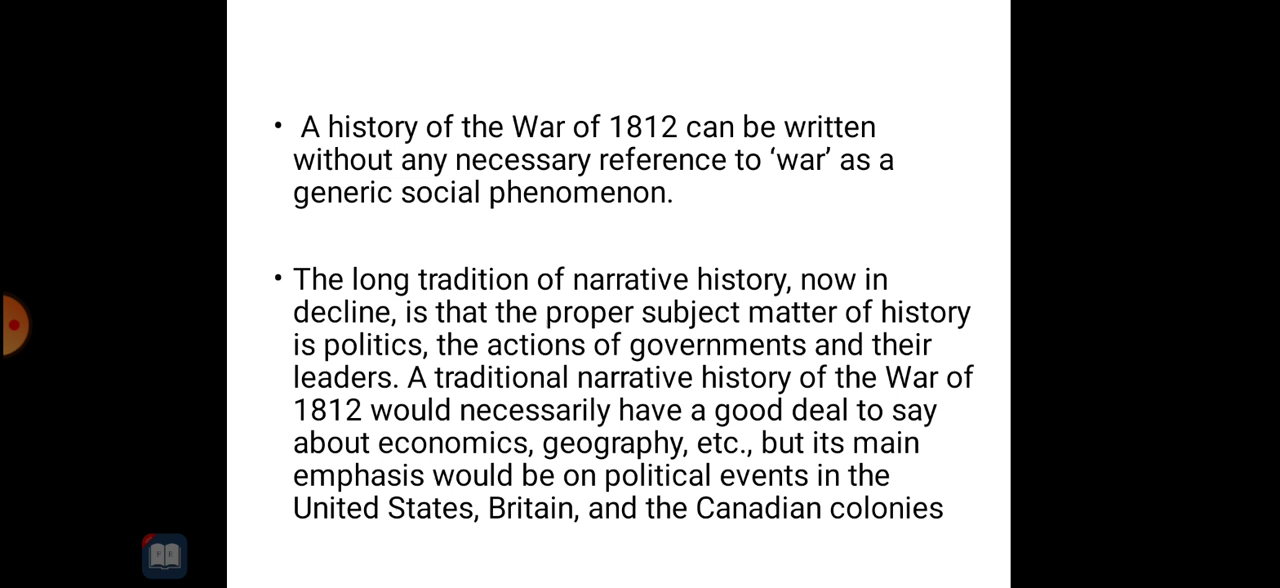 • A history of the War of 1812 can be written
without any necessary reference to ‘war’ as a
generic social phenomenon.
• The long tradition of narrative history, now in
decline, is that the proper subject matter of history
is politics, the actions of governments and their
leaders. A traditional narrative history of the War of
1812 would necessarily have a good deal to say
about economics, geography, etc., but its main
emphasis would be on political events in the
United States, Britain, and the Canadian colonies